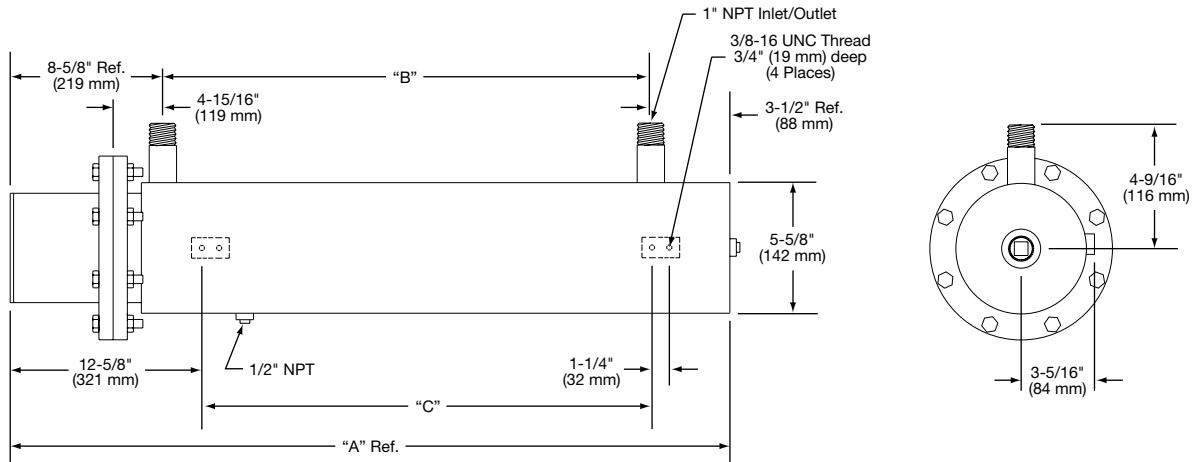 1" NPT Inlet/Outlet
3/8-16 UNC Thread
3/4" (19 mm) deep
(4 Places)
8-5/8" Ref.
(219 mm)
“B”
4-15/16"
(119 mm)
3-1/2" Ref.
(88 mm)
4-9/16"
(116 mm)
5-5/8"
(142 mm)
12-5/8"
(321 mm)
1/2" NPT
1-1/4"
(32 mm)
3-5/16"
(84 mm)
“C”
“A” Ref.